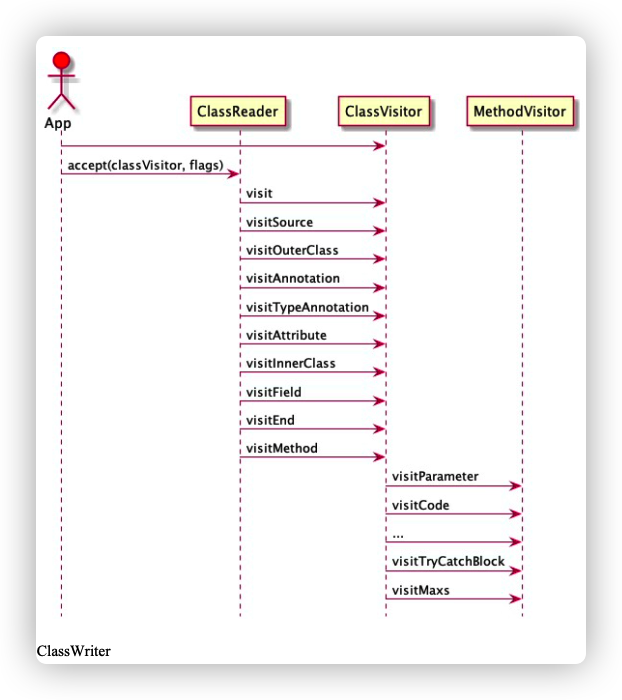 App
ClassReader
ClassVisitor
MethodVisitor
accept(classVisitor, flags)
visit
visitSource
visitOuterClass
visitAnnotation
visitTypeAnnotation
visitAttribute
visitInnerClass
visitField
visitEnd
visitMethod
visitParameter
visitCode
...
visitTryCatchBlock
visitMaxs
ClassWriter